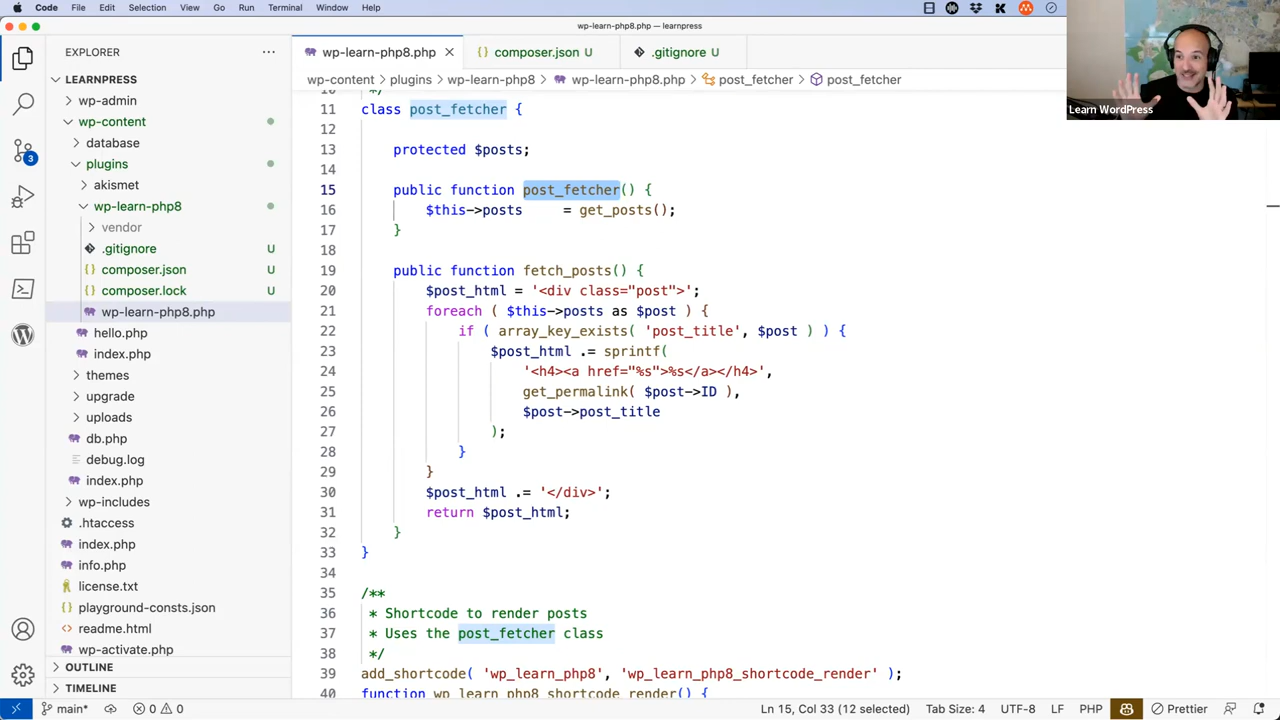 Code File Edit Selection View Go Run Terminal Window Help
wp-learn-php8.php — learnpress
EXPLORER
LEARNPRESS
wp-admin
wp-content
database
plugins
akismet
wp-learn-php8
vendor
.gitignore U
composer.json U
composer.lock U
wp-learn-php8.php
hello.php
index.php
themes
upgrade
uploads
db.php
debug.log
index.php
wp-includes
.htaccess
index.php
info.php
license.txt
playground-consts.json
readme.html
wp-activate.php
OUTLINE
TIMELINE
3
wp-learn-php8.php composer.json U .gitignore U
wp-content plugins wp-learn-php8 wp-learn-php8.php post_fetcher post_fetcher
10 */
11 class post_fetcher {
12
13 protected $posts;
14
15 public function post_fetcher() {
16 $this->posts = get_posts();
17 }
18
19 public function fetch_posts() {
20 $post_html = '<div class="post">';
21 foreach ( $this->posts as $post ) {
22 if ( array_key_exists( 'post_title', $post ) ) {
23 $post_html .= sprintf(
24 '<h4><a href="%s">%s</a></h4>',
25 get_permalink( $post->ID ),
26 $post->post_title
27 );
28 }
29 }
30 $post_html .= '</div>';
31 return $post_html;
32 }
33 }
34
35 /**
36 * Shortcode to render posts
37 * Uses the post_fetcher class
38 */
39 add_shortcode( 'wp_learn_php8', 'wp_learn_php8_shortcode_render' );
40 function wp_learn_php8_shortcode_render() {
Learn WordPress
main* 0 0 Ln 15, Col 33 (12 selected) Tab Size: 4 UTF-8 LF PHP Prettier